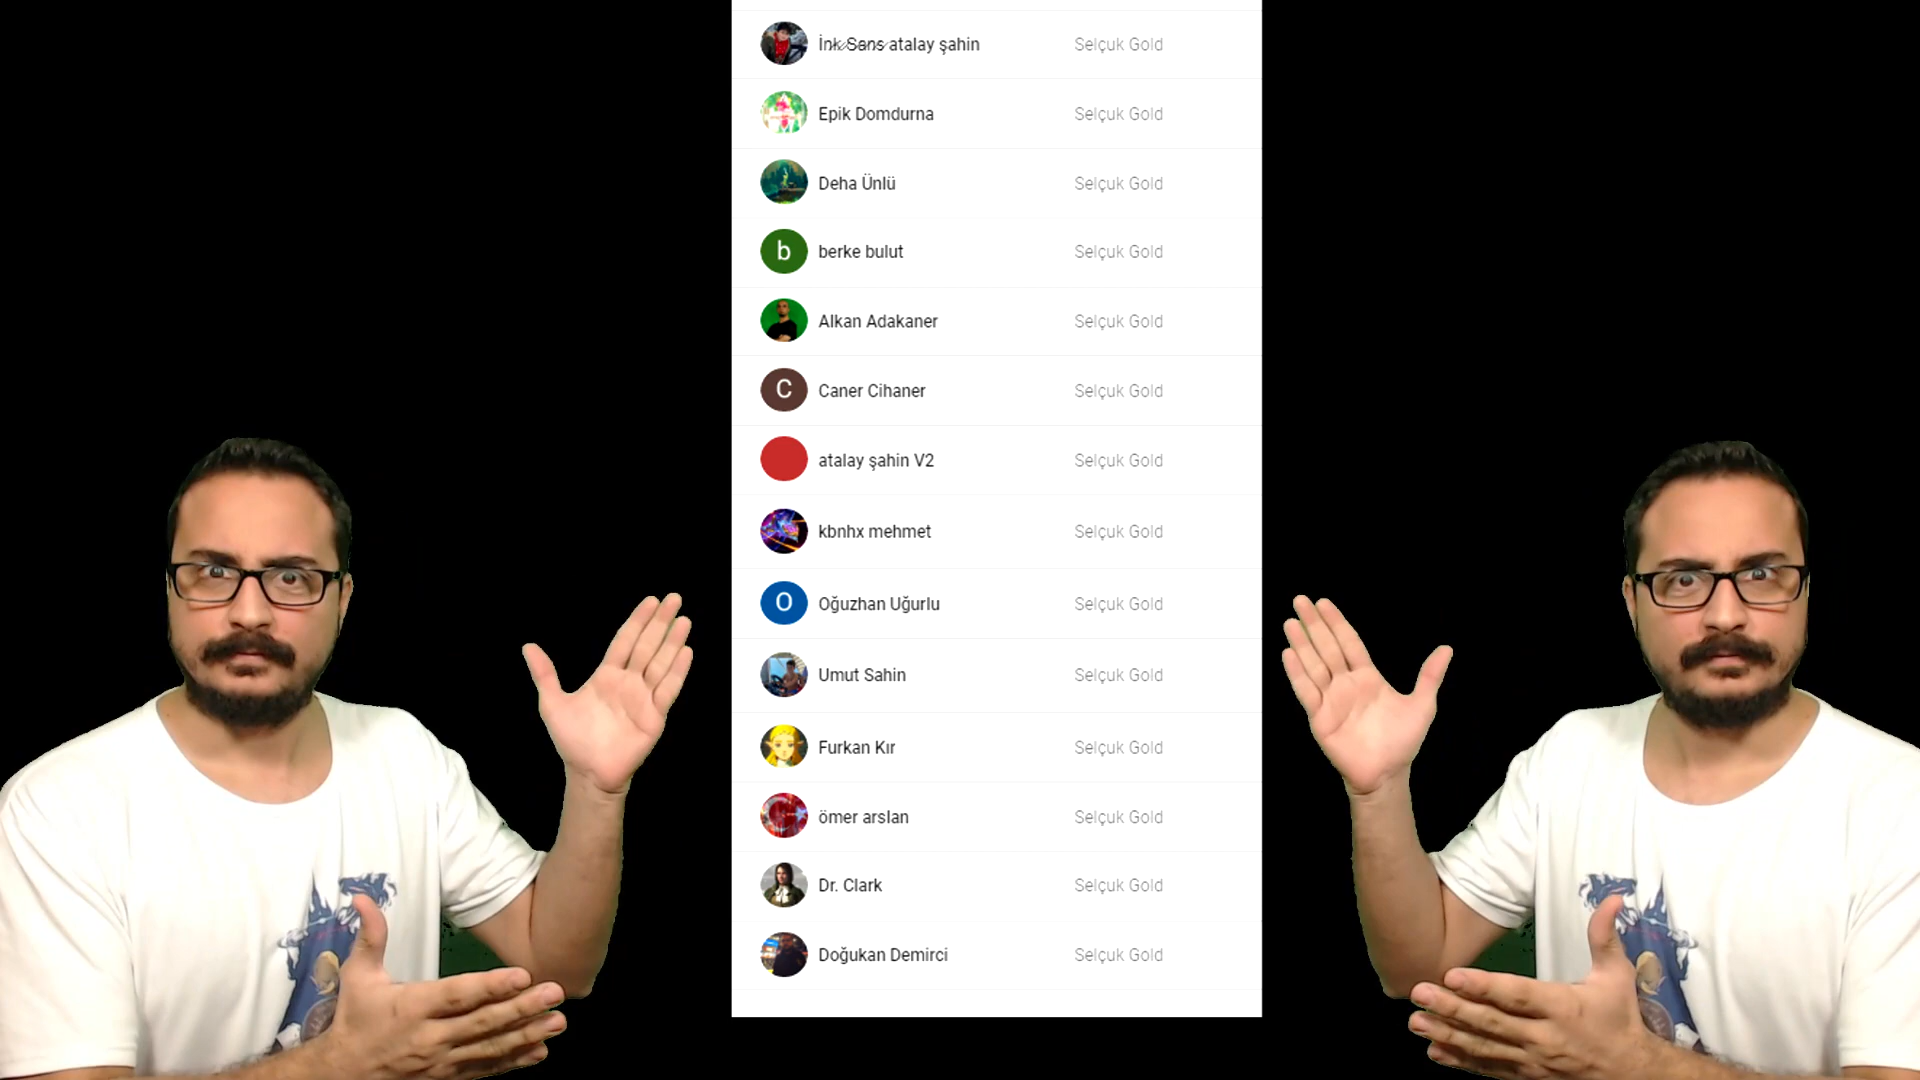 İnk Sans atalay şahin Selçuk Gold
Epik Domdurna Selçuk Gold
Deha Ünlü Selçuk Gold
b berke bulut Selçuk Gold
Alkan Adakaner Selçuk Gold
C Caner Cihaner Selçuk Gold
atalay şahin V2 Selçuk Gold
kbnhx mehmet Selçuk Gold
O Oğuzhan Uğurlu Selçuk Gold
Umut Sahin Selçuk Gold
Furkan Kır Selçuk Gold
ömer arslan Selçuk Gold
Dr. Clark Selçuk Gold
Doğukan Demirci Selçuk Gold